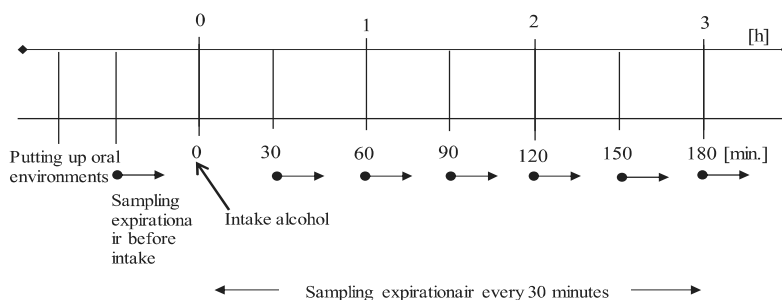 0 1 2 3 [h]
Putting up oral 0 30 60 90 120 150 180 [min.]
environments
Sampling
expirationa
ir before
intake
Intake alcohol
Sampling expirationair every 30 minutes